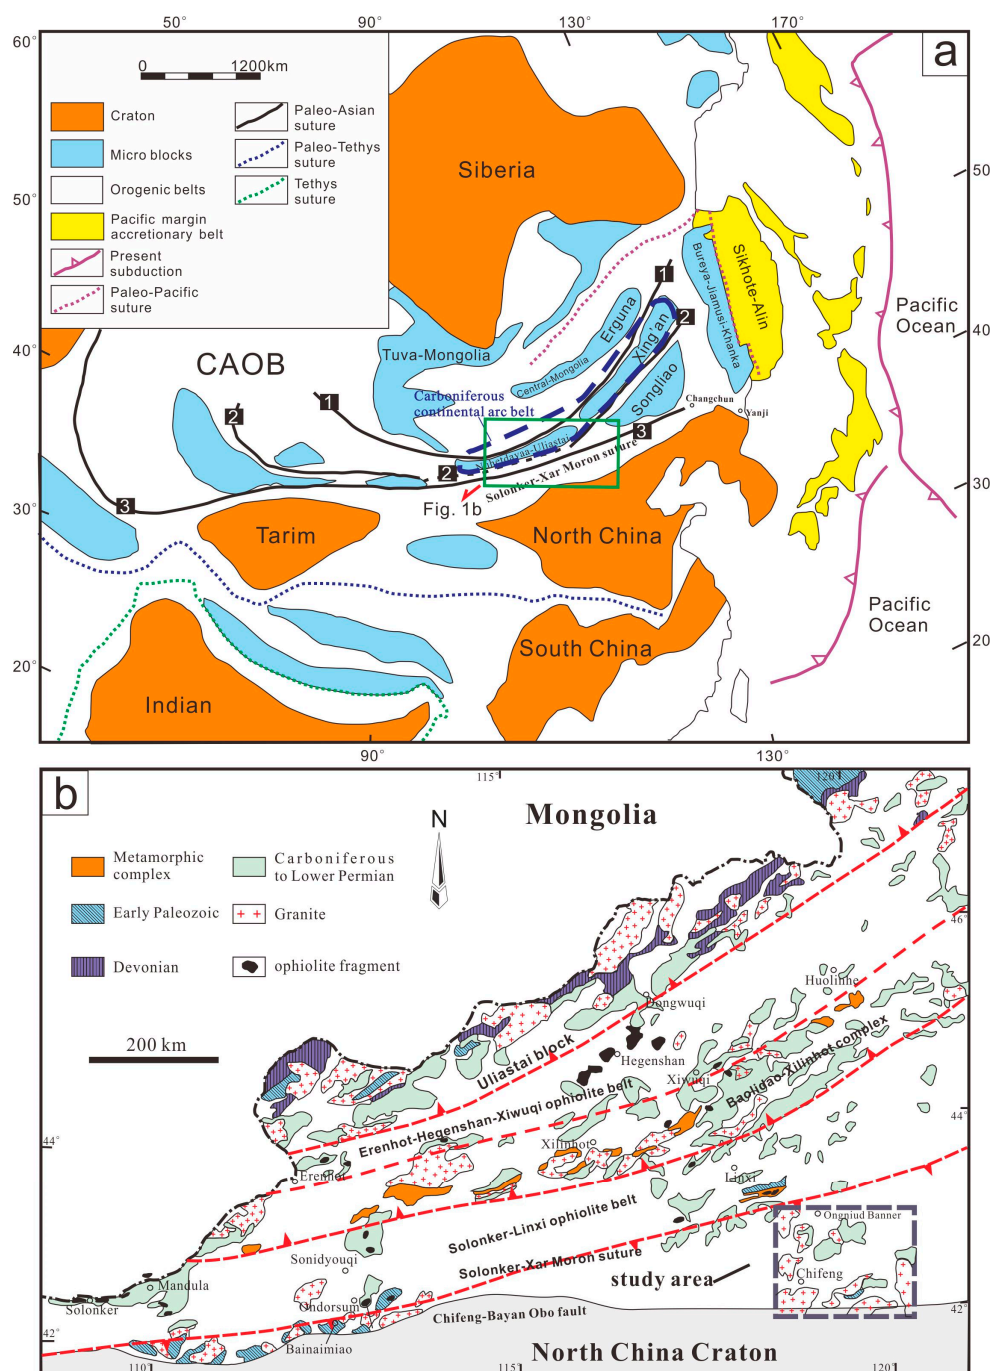 50°
90°
130°
170°
60°
a
0
1200km
Craton
Paleo-Asian
suture
Micro blocks
Paleo-Tethys
suture
Orogenic belts
Tethys
suture
Pacific margin
accretionary belt
Present
subduction
Paleo-Pacific
suture
50°
40°
30°
20°
50
40
30
20
Siberia
Sikhote-Alin
Bureya-Jiamusi-Khanka
Pacific
Ocean
Erguna
Xing'an
Songliao
Tuva-Mongolia
Central-Mongolia
CAOB
Carboniferous
continental arc belt
1
1
2
2
2
3
3
Changchun
Yanji
Solonker-Xar Moron suture
Fig. 1b
Tarim
North China
South China
Indian
Pacific
Ocean
90°
130°
b
115°
120°
Mongolia
N
Metamorphic
complex
Carboniferous
to Lower Permian
Early Paleozoic
Granite
Devonian
ophiolite fragment
200 km
46°
44°
42°
44°
42°
Huolinhe
Dongwuqi
Hegenshan
Xiwuqi
Uliastai block
Erenhot-Hegenshan-Xiwuqi ophiolite belt
Baoligao-Xilinhot complex
Xilinhot
Erenhot
Linxi
Solonker-Linxi ophiolite belt
Solonker-Xar Moron suture
Ongniud Banner
Chifeng
study area
Sonidyouqi
Mandula
Solonker
Ondorsum
Bainaimiao
Chifeng-Bayan Obo fault
North China Craton
110°
115°
120°